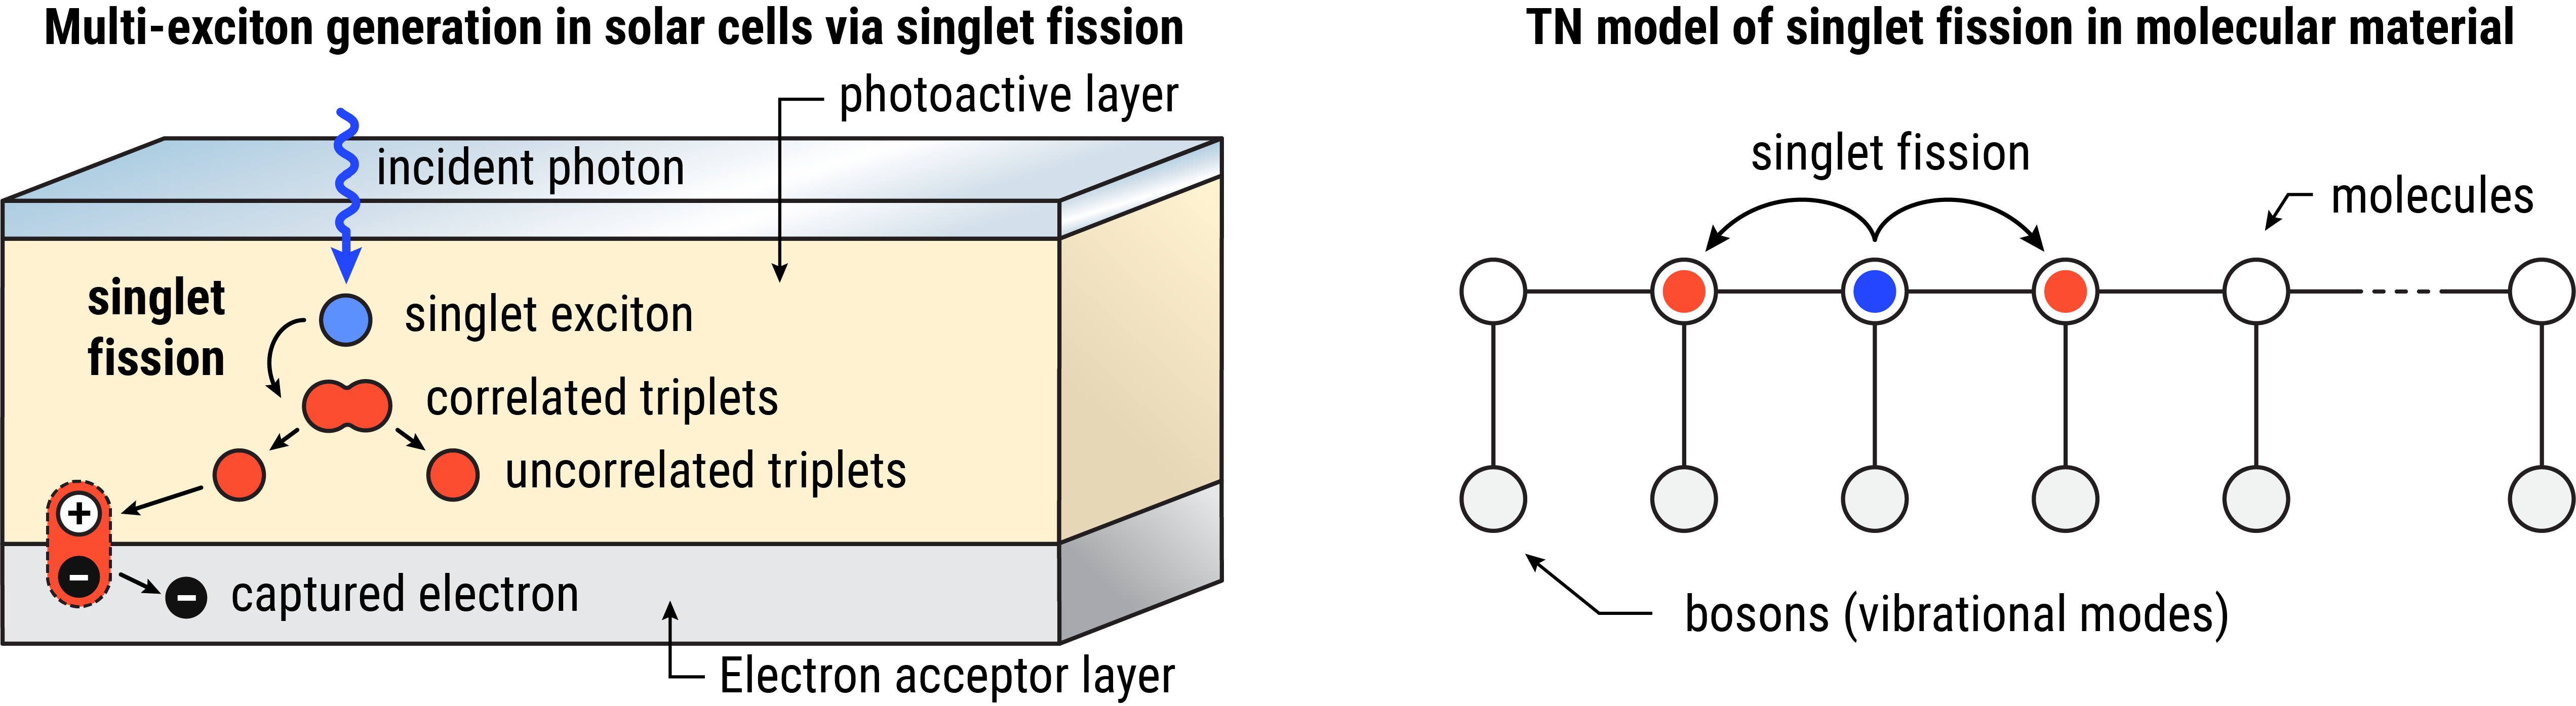 Multi-exciton generation in solar cells via singlet fission
photoactive layer
incident photon
singlet
fission
singlet exciton
correlated triplets
uncorrelated triplets
+
-
- captured electron
Electron acceptor layer
TN model of singlet fission in molecular material
singlet fission
molecules
bosons (vibrational modes)